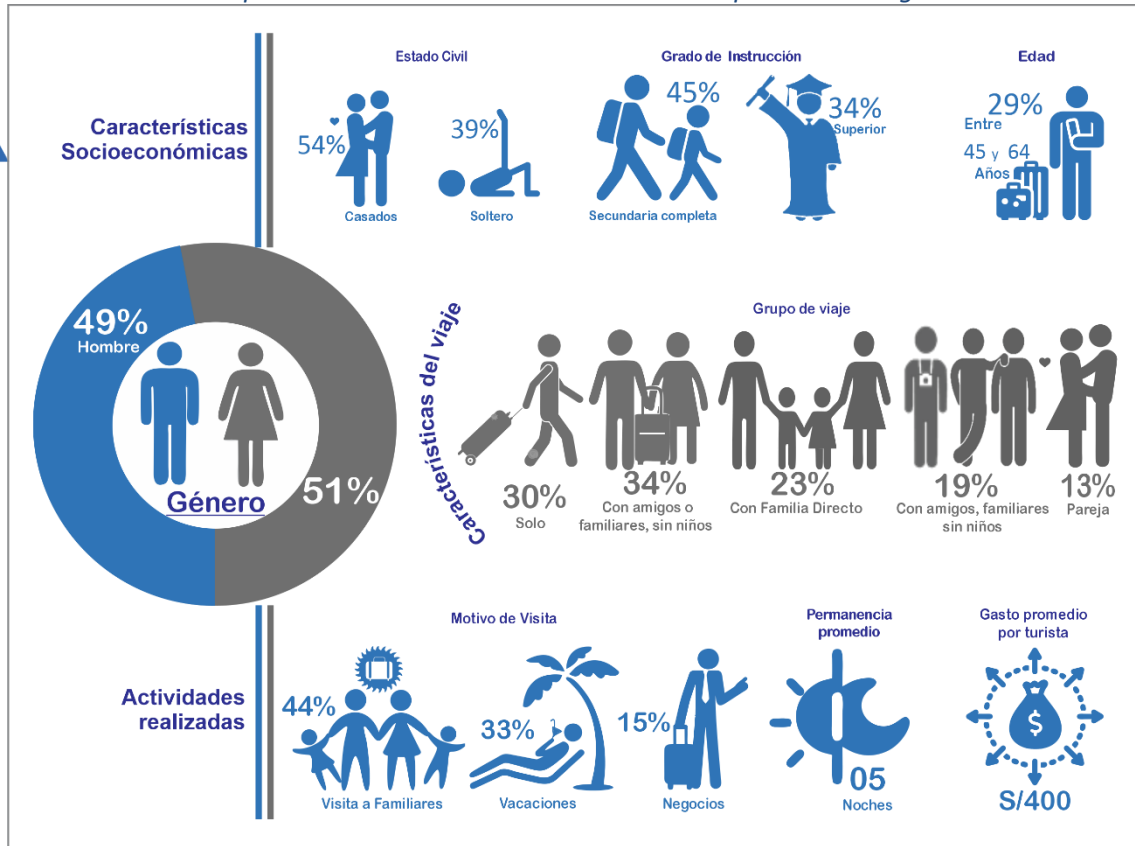 Características
Socioeconómicas
Estado Civil
54%
Casados
39%
Soltero
Grado de Instrucción
45%
Secundaria completa
34%
Superior
Edad
29%
Entre
45 y 64
Años
49%
Hombre
51%
Género
Características del viaje
Grupo de viaje
30%
Solo
34%
Con amigos o
familiares, sin niños
23%
Con Familia Directo
19%
Con amigos, familiares
sin niños
13%
Pareja
Actividades
realizadas
Motivo de Visita
44%
Visita a Familiares
33%
Vacaciones
15%
Negocios
Permanencia
promedio
05
Noches
Gasto promedio
por turista
$
S/400